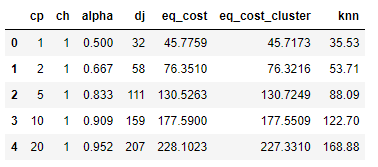 cp ch alpha dj eq_cost eq_cost_cluster knn
0 1 1 0.500 32 45.7759 45.7173 35.53
1 2 1 0.667 58 76.3510 76.3216 53.71
2 5 1 0.833 111 130.5263 130.7249 88.09
3 10 1 0.909 159 177.5900 177.5509 122.70
4 20 1 0.952 207 228.1023 227.3310 168.88